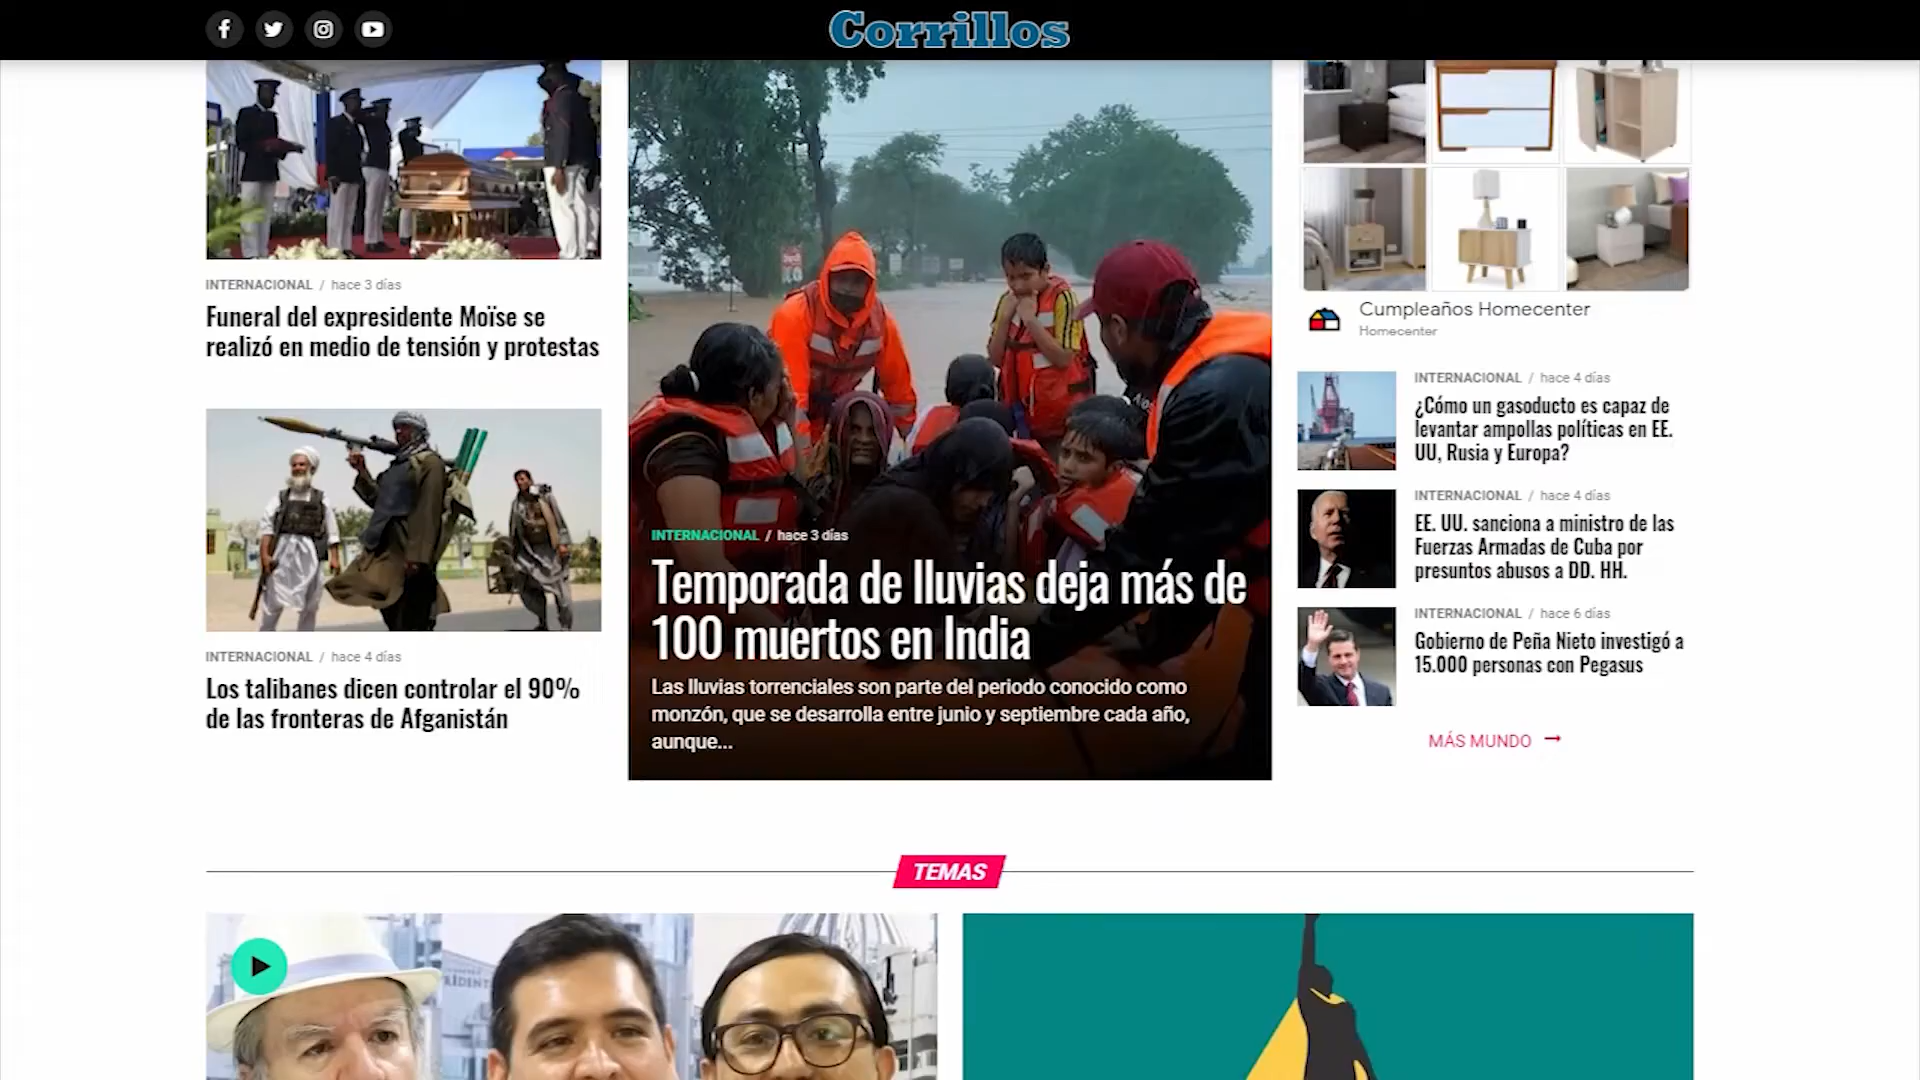 Corrillos
INTERNACIONAL / hace 3 días
Funeral del expresidente Moïse se
realizó en medio de tensión y protestas
INTERNACIONAL / hace 4 días
Los talibanes dicen controlar el 90%
de las fronteras de Afganistán
INTERNACIONAL / hace 3 días
Temporada de lluvias deja más de
100 muertos en India
Las lluvias torrenciales son parte del periodo conocido como
monzón, que se desarrolla entre junio y septiembre cada año,
aunque...
Cumpleaños Homecenter
Homecenter
INTERNACIONAL / hace 4 días
¿Cómo un gasoducto es capaz de
levantar ampollas políticas en EE.
UU, Rusia y Europa?
INTERNACIONAL / hace 4 días
EE. UU. sanciona a ministro de las
Fuerzas Armadas de Cuba por
presuntos abusos a DD. HH.
INTERNACIONAL / hace 6 días
Gobierno de Peña Nieto investigó a
15.000 personas con Pegasus
MÁS MUNDO
TEMAS